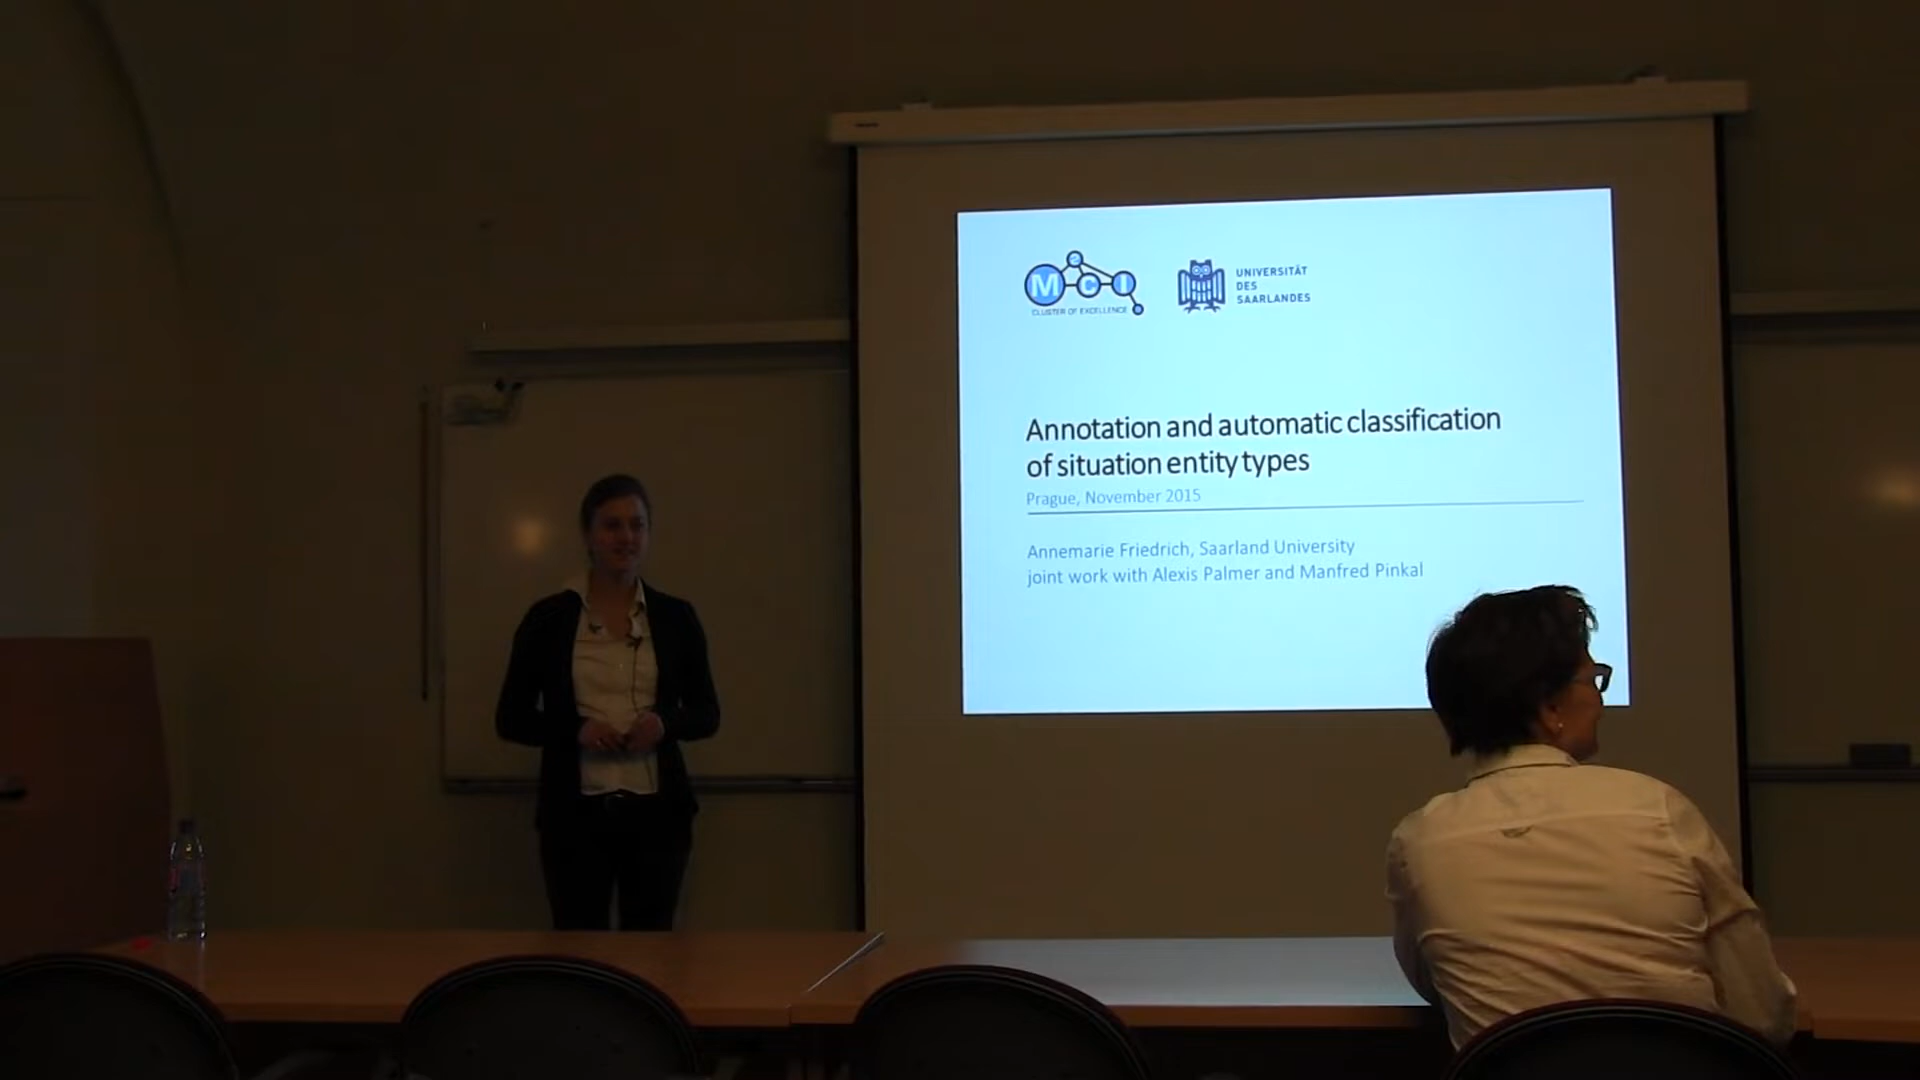 M 2 C I
CLUSTER OF EXCELLENCE
UNIVERSITÄT
DES
SAARLANDES
Annotation and automatic classification
of situation entity types
Prague, November 2015
Annemarie Friedrich, Saarland University
joint work with Alexis Palmer and Manfred Pinkal